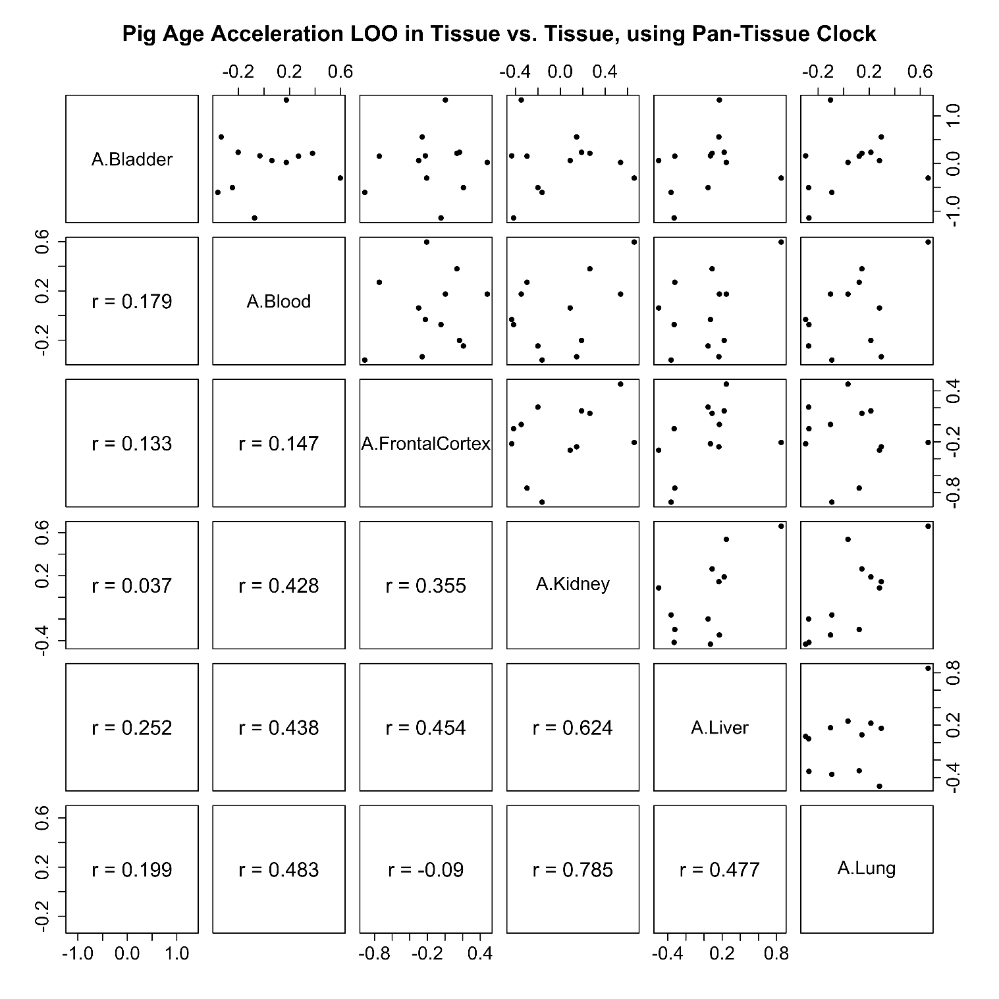 Pig Age Acceleration LOO in Tissue vs. Tissue, using Pan-Tissue Clock
-0.2 0.2 0.6 -0.4 0.0 0.4 -0.2 0.2 0.6
A.Bladder
-1.0 0.0 1.0
-0.2 0.2 0.6
r = 0.179 A.Blood
r = 0.133 r = 0.147 A.FrontalCortex
-0.8 -0.2 0.4
-0.4 0.2 0.6
r = 0.037 r = 0.428 r = 0.355 A.Kidney
r = 0.252 r = 0.438 r = 0.454 r = 0.624 A.Liver
-0.4 0.2 0.8
-0.2 0.2 0.6
r = 0.199 r = 0.483 r = -0.09 r = 0.785 r = 0.477 A.Lung
-1.0 0.0 1.0 -0.8 -0.2 0.4 -0.4 0.2 0.8